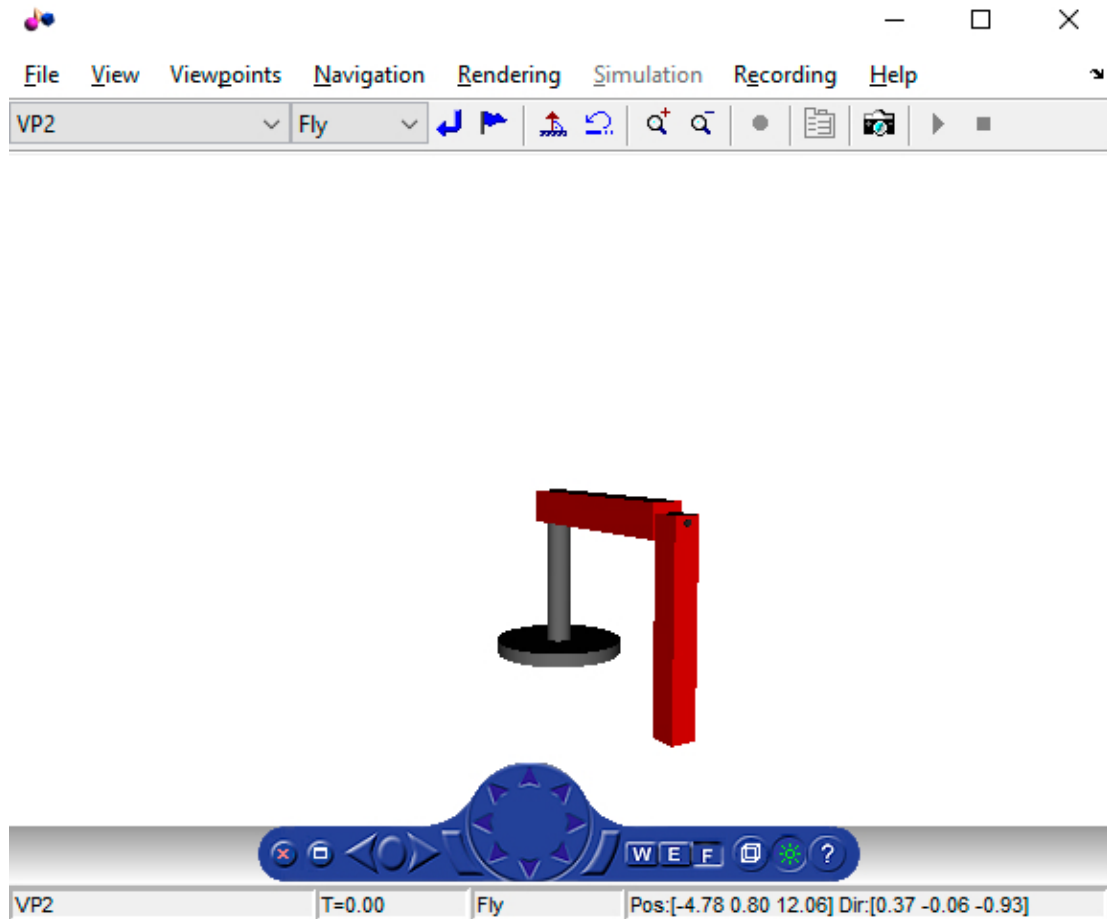 File View Viewpoints Navigation Rendering Simulation Recording Help
VP2 Fly
W E F ?
VP2 T=0.00 Fly Pos:[-4.78 0.80 12.06] Dir:[0.37 -0.06 -0.93]